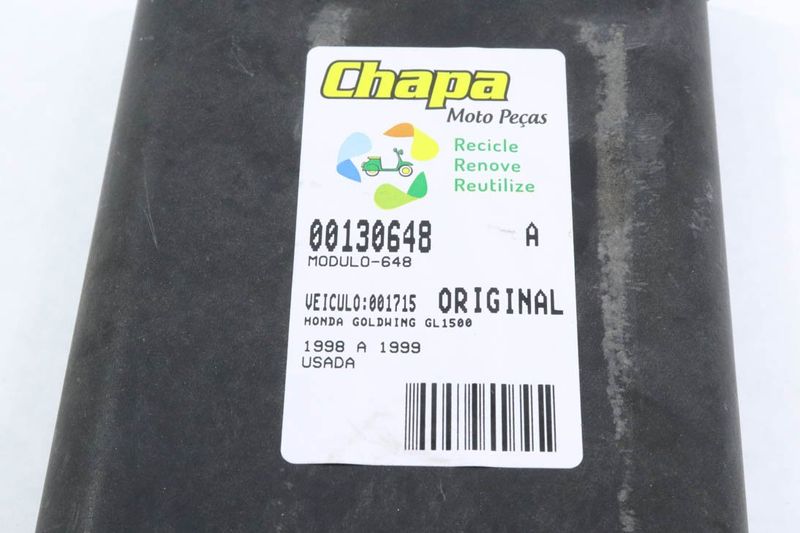 Chapa
Moto Peças
Recicle
Renove
Reutilize
00130648 A
MODULO-648
VEICULO:001715 ORIGINAL
HONDA GOLDWING GL1500
1998 A 1999
USADA